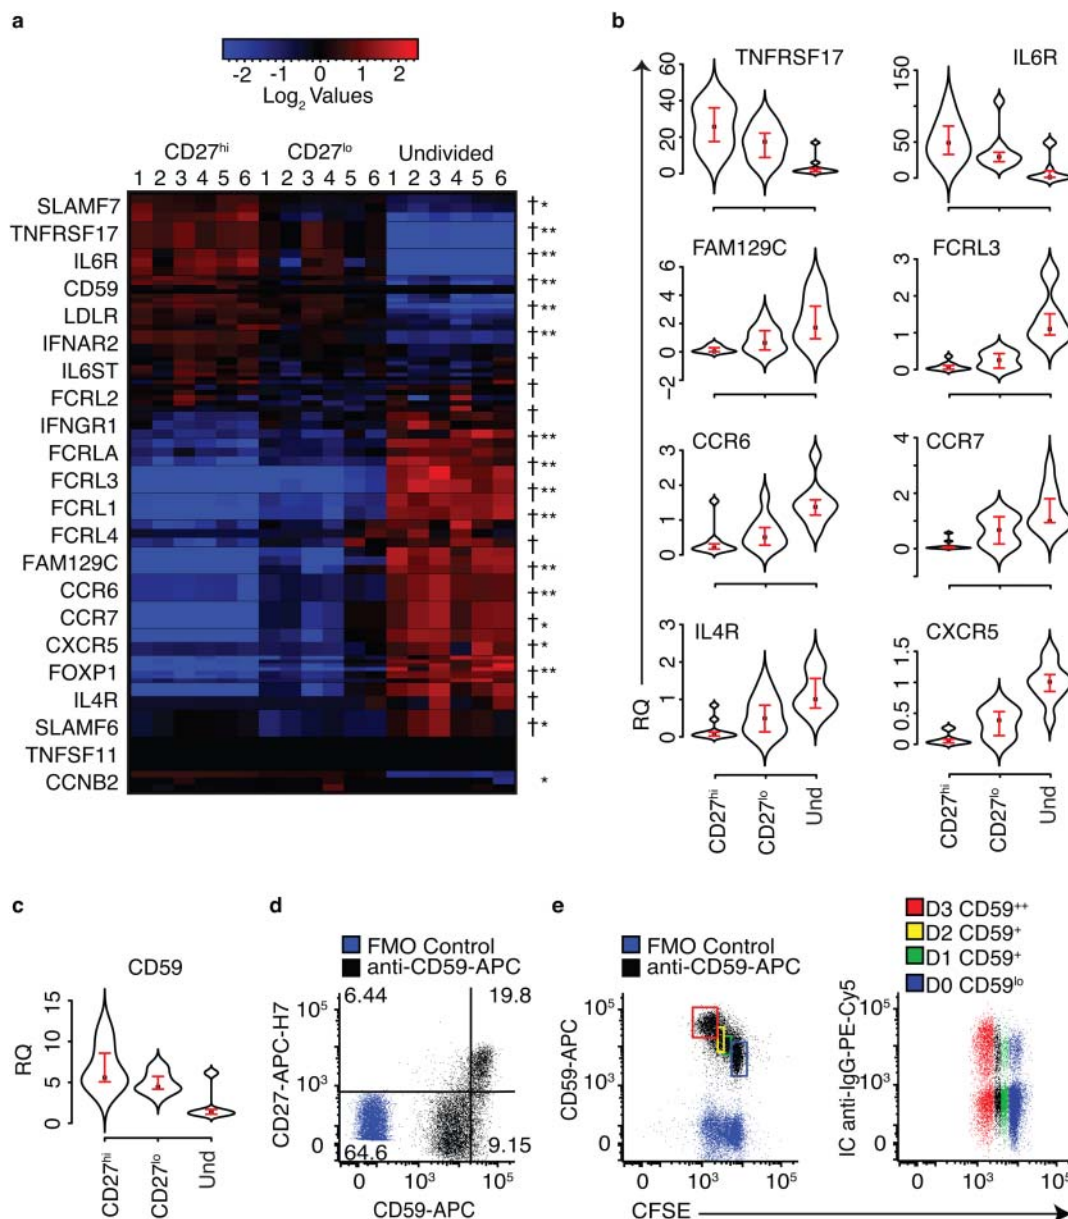 a
-2 -1 0 1 2
Log2 Values
CD27hi CD27lo Undivided
1 2 3 4 5 6 1 2 3 4 5 6 1 2 3 4 5 6
SLAMF7 †*
TNFRSF17 †**
IL6R †**
CD59 †**
LDLR †**
IFNAR2 †
IL6ST †
FCRL2 †
IFNGR1 †**
FCRLA †**
FCRL3 †**
FCRL1 †**
FCRL4 †
FAM129C †**
CCR6 †**
CCR7 †*
CXCR5 †*
FOXP1 †**
IL4R †
SLAMF6 †*
TNFSF11
CCNB2 *
b
RQ
TNFRSF17
60
40
20
0
IL6R
150
50
0
FAM129C
6
4
2
0
−2
FCRL3
3
2
1
0
CCR6
3
2
1
0
CCR7
4
2
0
IL4R
3
2
1
0
CXCR5
1.5
1
0.5
0
CD27hi CD27lo Und
CD27hi CD27lo Und
c
CD59
RQ
15
10
5
0
CD27hi CD27lo Und
d
FMO Control
anti-CD59-APC
6.44 19.8
64.6 9.15
CD27-APC-H7
10^5
10^3
0
0 10^3 10^5
CD59-APC
e
FMO Control
anti-CD59-APC
CD59-APC
10^5
10^3
0
10^3 10^5
CFSE
D3 CD59++
D2 CD59+
D1 CD59+
D0 CD59lo
IC anti-IgG-PE-Cy5
10^5
10^3
0
10^3 10^5